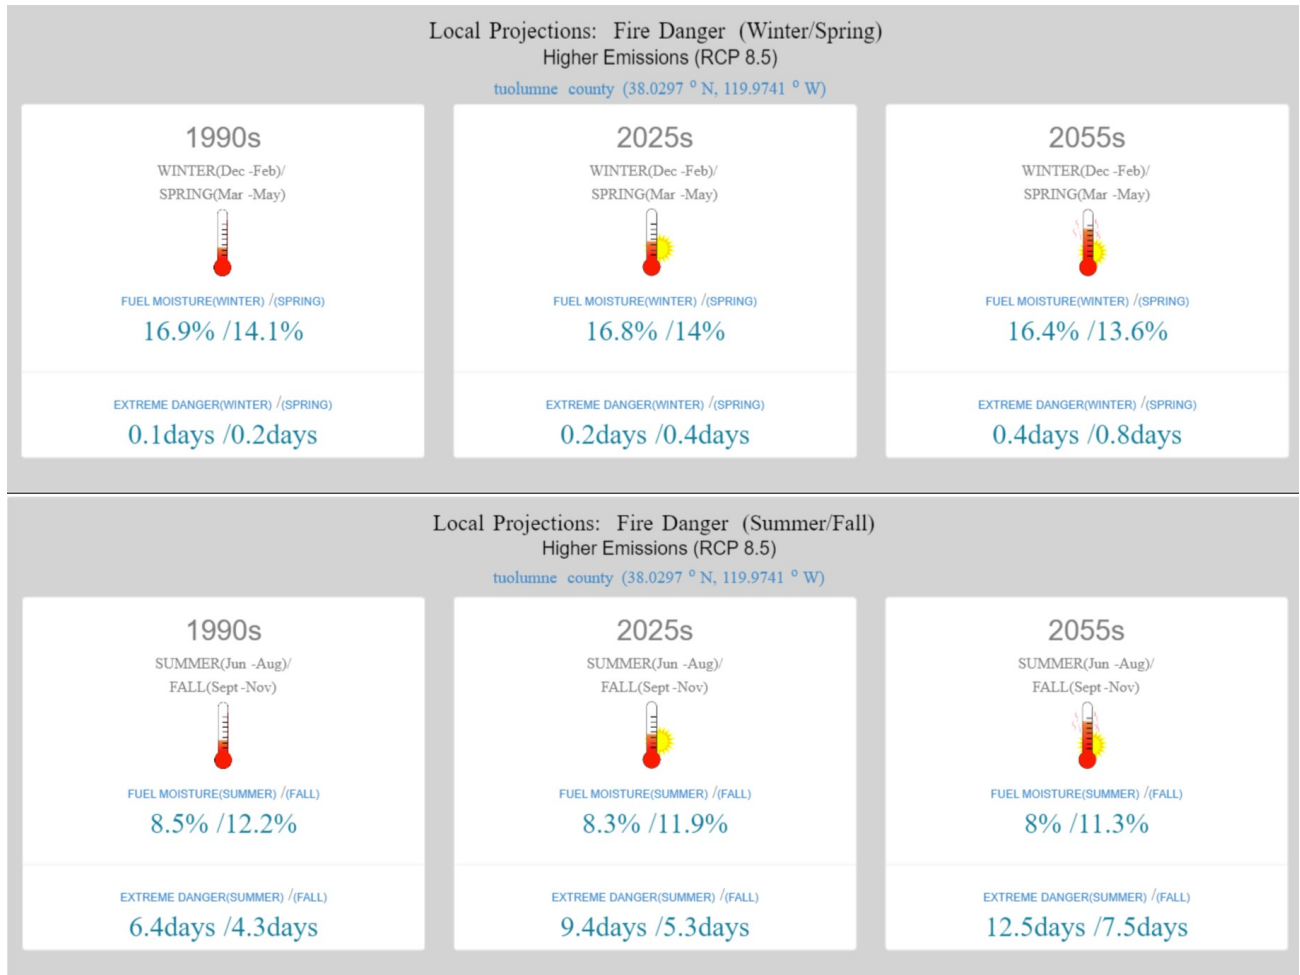 Local Projections: Fire Danger (Winter/Spring)
Higher Emissions (RCP 8.5)
tuolumne county (38.0297 ° N, 119.9741 ° W)
1990s
WINTER(Dec -Feb)/
SPRING(Mar -May)
FUEL MOISTURE(WINTER) /(SPRING)
16.9% /14.1%
EXTREME DANGER(WINTER) /(SPRING)
0.1days /0.2days
2025s
WINTER(Dec -Feb)/
SPRING(Mar -May)
FUEL MOISTURE(WINTER) /(SPRING)
16.8% /14%
EXTREME DANGER(WINTER) /(SPRING)
0.2days /0.4days
2055s
WINTER(Dec -Feb)/
SPRING(Mar -May)
FUEL MOISTURE(WINTER) /(SPRING)
16.4% /13.6%
EXTREME DANGER(WINTER) /(SPRING)
0.4days /0.8days
Local Projections: Fire Danger (Summer/Fall)
Higher Emissions (RCP 8.5)
tuolumne county (38.0297 ° N, 119.9741 ° W)
1990s
SUMMER(Jun -Aug)/
FALL(Sept -Nov)
FUEL MOISTURE(SUMMER) /(FALL)
8.5% /12.2%
EXTREME DANGER(SUMMER) /(FALL)
6.4days /4.3days
2025s
SUMMER(Jun -Aug)/
FALL(Sept -Nov)
FUEL MOISTURE(SUMMER) /(FALL)
8.3% /11.9%
EXTREME DANGER(SUMMER) /(FALL)
9.4days /5.3days
2055s
SUMMER(Jun -Aug)/
FALL(Sept -Nov)
FUEL MOISTURE(SUMMER) /(FALL)
8% /11.3%
EXTREME DANGER(SUMMER) /(FALL)
12.5days /7.5days